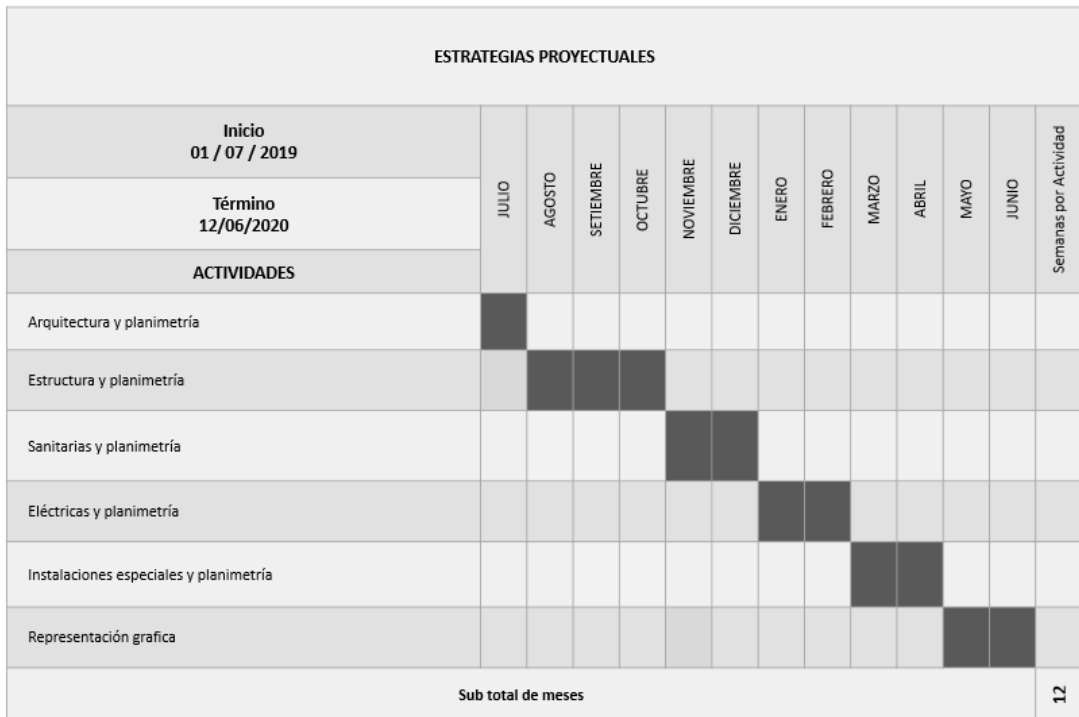 ESTRATEGIAS PROYECTUALES
Inicio
01 / 07 / 2019
Término
12/06/2020
ACTIVIDADES
JULIO
AGOSTO
SETIEMBRE
OCTUBRE
NOVIEMBRE
DICIEMBRE
ENERO
FEBRERO
MARZO
ABRIL
MAYO
JUNIO
Semanas por Actividad
Arquitectura y planimetría
Estructura y planimetría
Sanitarias y planimetría
Eléctricas y planimetría
Instalaciones especiales y planimetría
Representación grafica
Sub total de meses
12